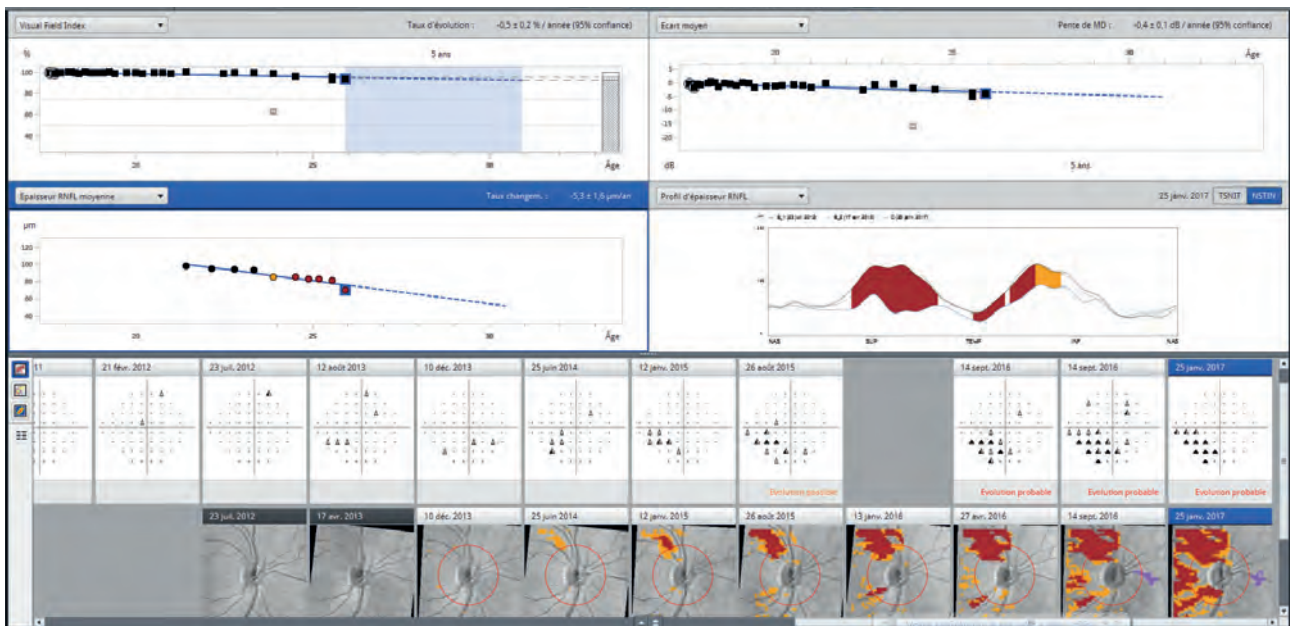 Visual Field Index
Taux d'évolution : -0,5 ± 0,2 % / année (95% confiance)
%
5 ans
100
80
60
40
20
25
30
Âge
Ecart moyen
Pente de MD : -0,4 ± 0,1 dB / année (95% confiance)
20
25
30
Âge
5
0
-5
-10
-15
-20
dB
5 ans
Epaisseur RNFL moyenne
Taux changem. : -5,3 ± 1,6 µm/an
µm
120
100
80
60
40
20
25
30
Âge
Profil d'épaisseur RNFL
25 janv. 2017 TSNIT NSTIN
NAS SUP TEMP INF NAS
11 21 févr. 2012 23 juil. 2012 12 août 2013 10 déc. 2013 25 juin 2014 12 janv. 2015 26 août 2015 14 sept. 2016 14 sept. 2016 25 janv. 2017
Evolution possible Evolution probable Evolution probable Evolution probable
23 juil. 2012 17 avr. 2013 10 déc. 2013 25 juin 2014 12 janv. 2015 26 août 2015 13 janv. 2016 27 avr. 2016 14 sept. 2016 25 janv. 2017